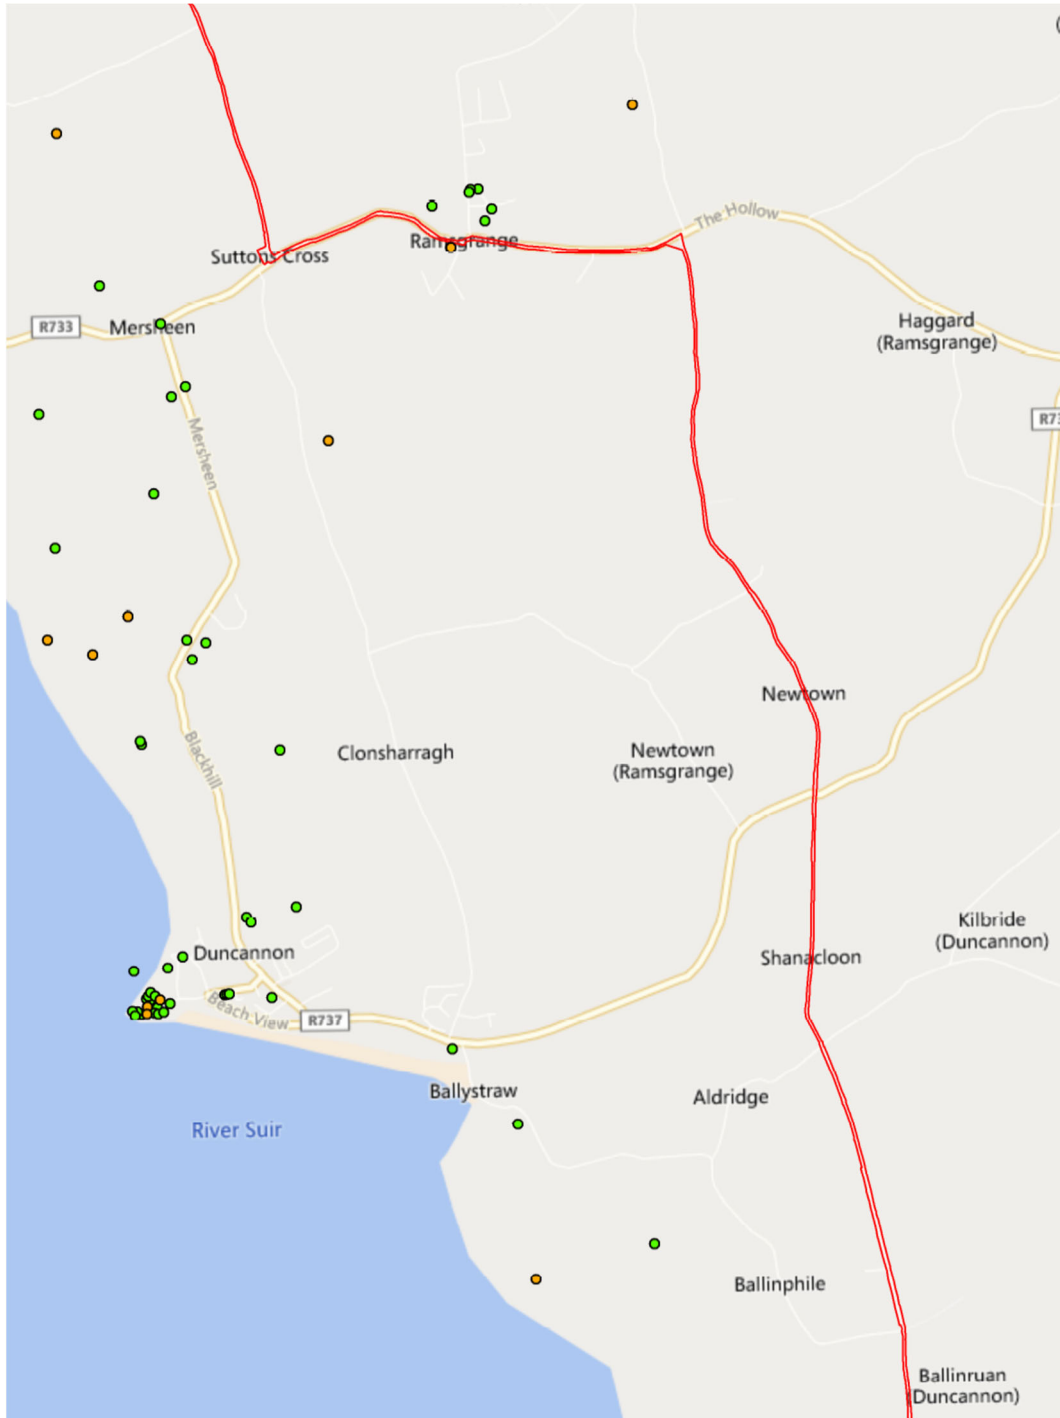 The Hollow
Ramsgrange
Suttons Cross
R733
Mersheen
Haggard
(Ramsgrange)
Mersheen
Newtown
Clonsharragh
Newtown
(Ramsgrange)
Blackhill
Kilbride
(Duncannon)
Duncannon
Shanacloon
Beach View
R737
Ballystraw
Aldridge
River Suir
Ballinphile
Ballinruan
(Duncannon)